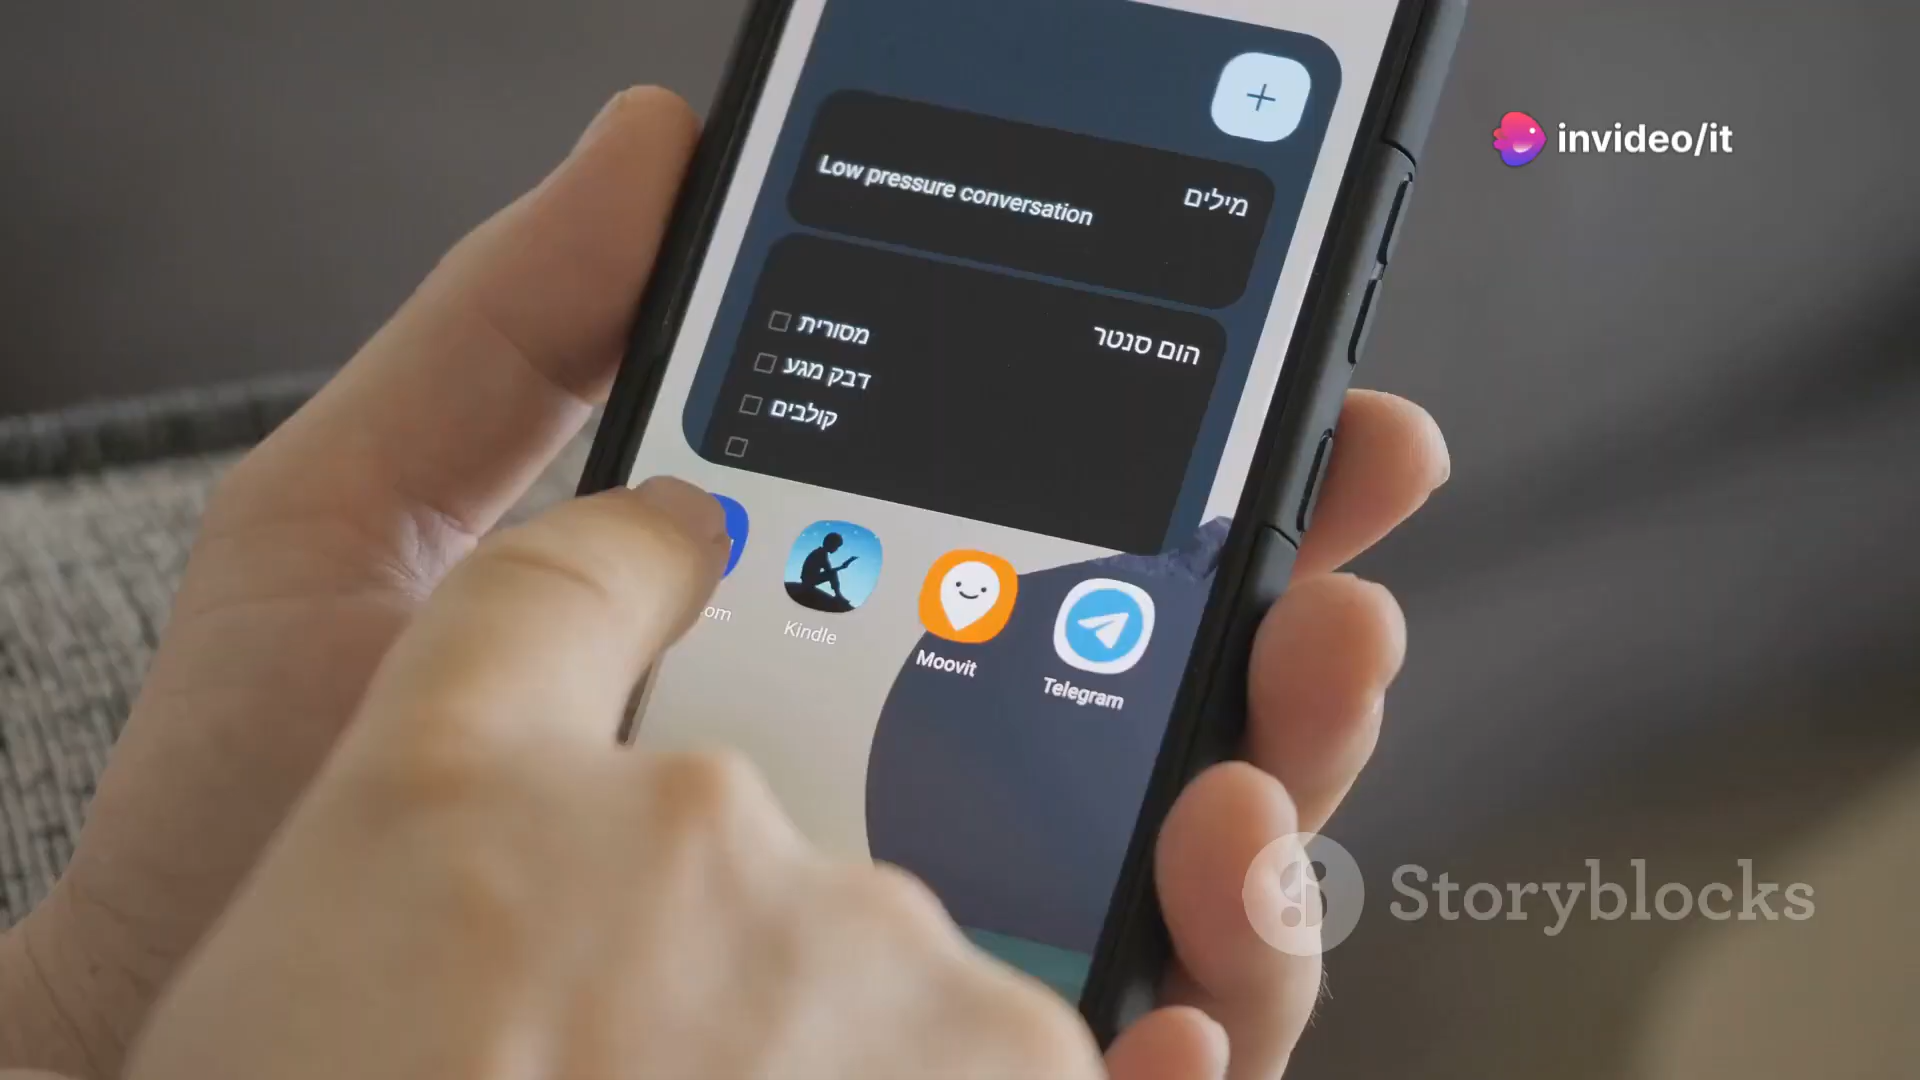 +
invideo/it
מילים
Low pressure conversation
הום סנטר
מסורית
דבק מגע
קולבים
om
Kindle
Moovit
Telegram
Storyblocks